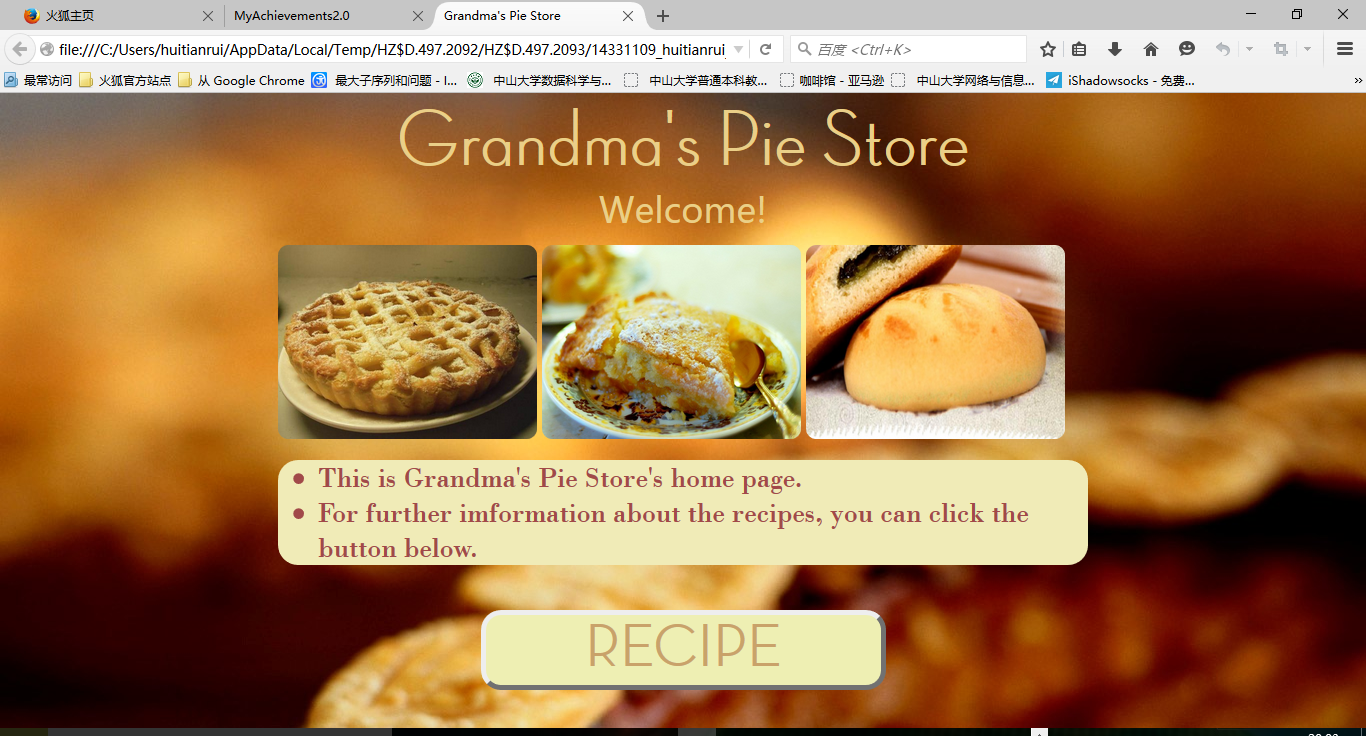 火狐主页
MyAchievements2.0
Grandma's Pie Store
file:///C:/Users/huitianrui/AppData/Local/Temp/HZ$D.497.2092/HZ$D.497.2093/14331109_huitianrui_
百度 <Ctrl+K>
最常访问
火狐官方站点
从 Google Chrome
最大子序列和问题 - I...
中山大学数据科学与...
中山大学普通本科教...
咖啡馆 - 亚马逊
中山大学网络与信息...
iShadowsocks - 免费...
Grandma's Pie Store
Welcome!
This is Grandma's Pie Store's home page.
For further imformation about the recipes, you can click the
button below.
RECIPE